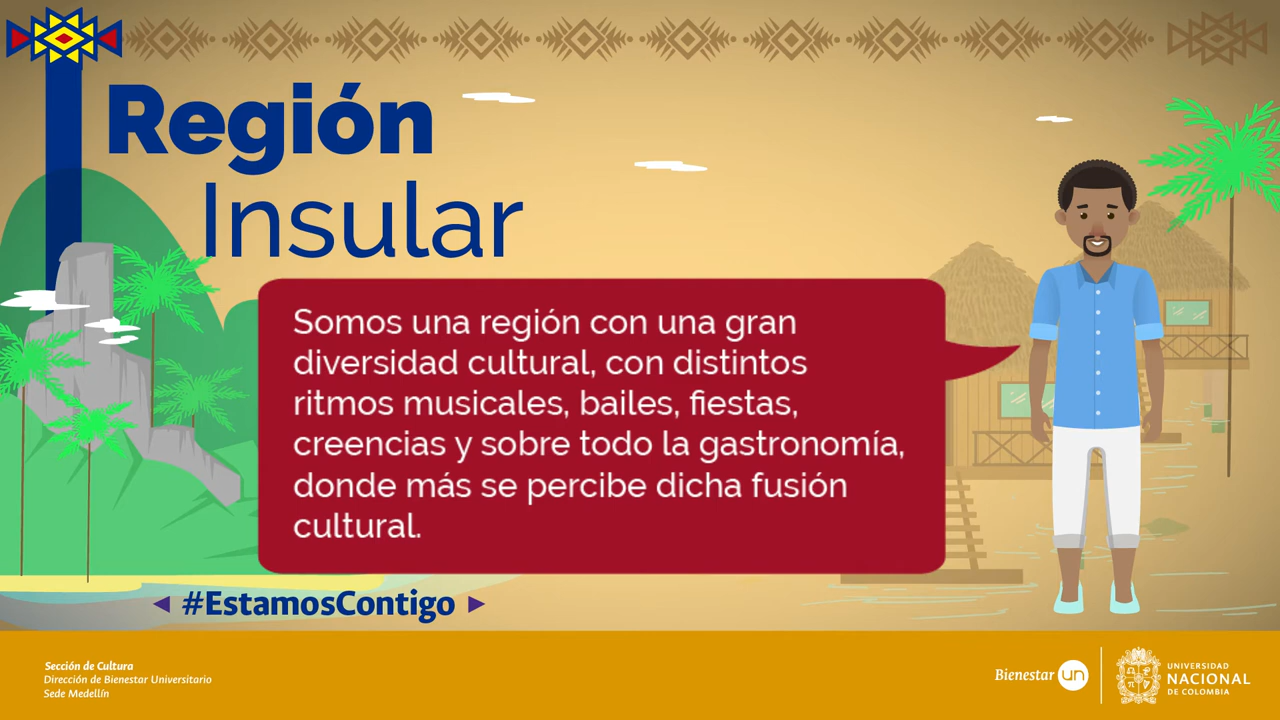 Región
Insular
Somos una región con una gran
diversidad cultural, con distintos
ritmos musicales, bailes, fiestas,
creencias y sobre todo la gastronomía,
donde más se percibe dicha fusión
cultural.
#EstamosContigo
Sección de Cultura
Dirección de Bienestar Universitario
Sede Medellín
Bienestar un
UNIVERSIDAD
NACIONAL
DE COLOMBIA